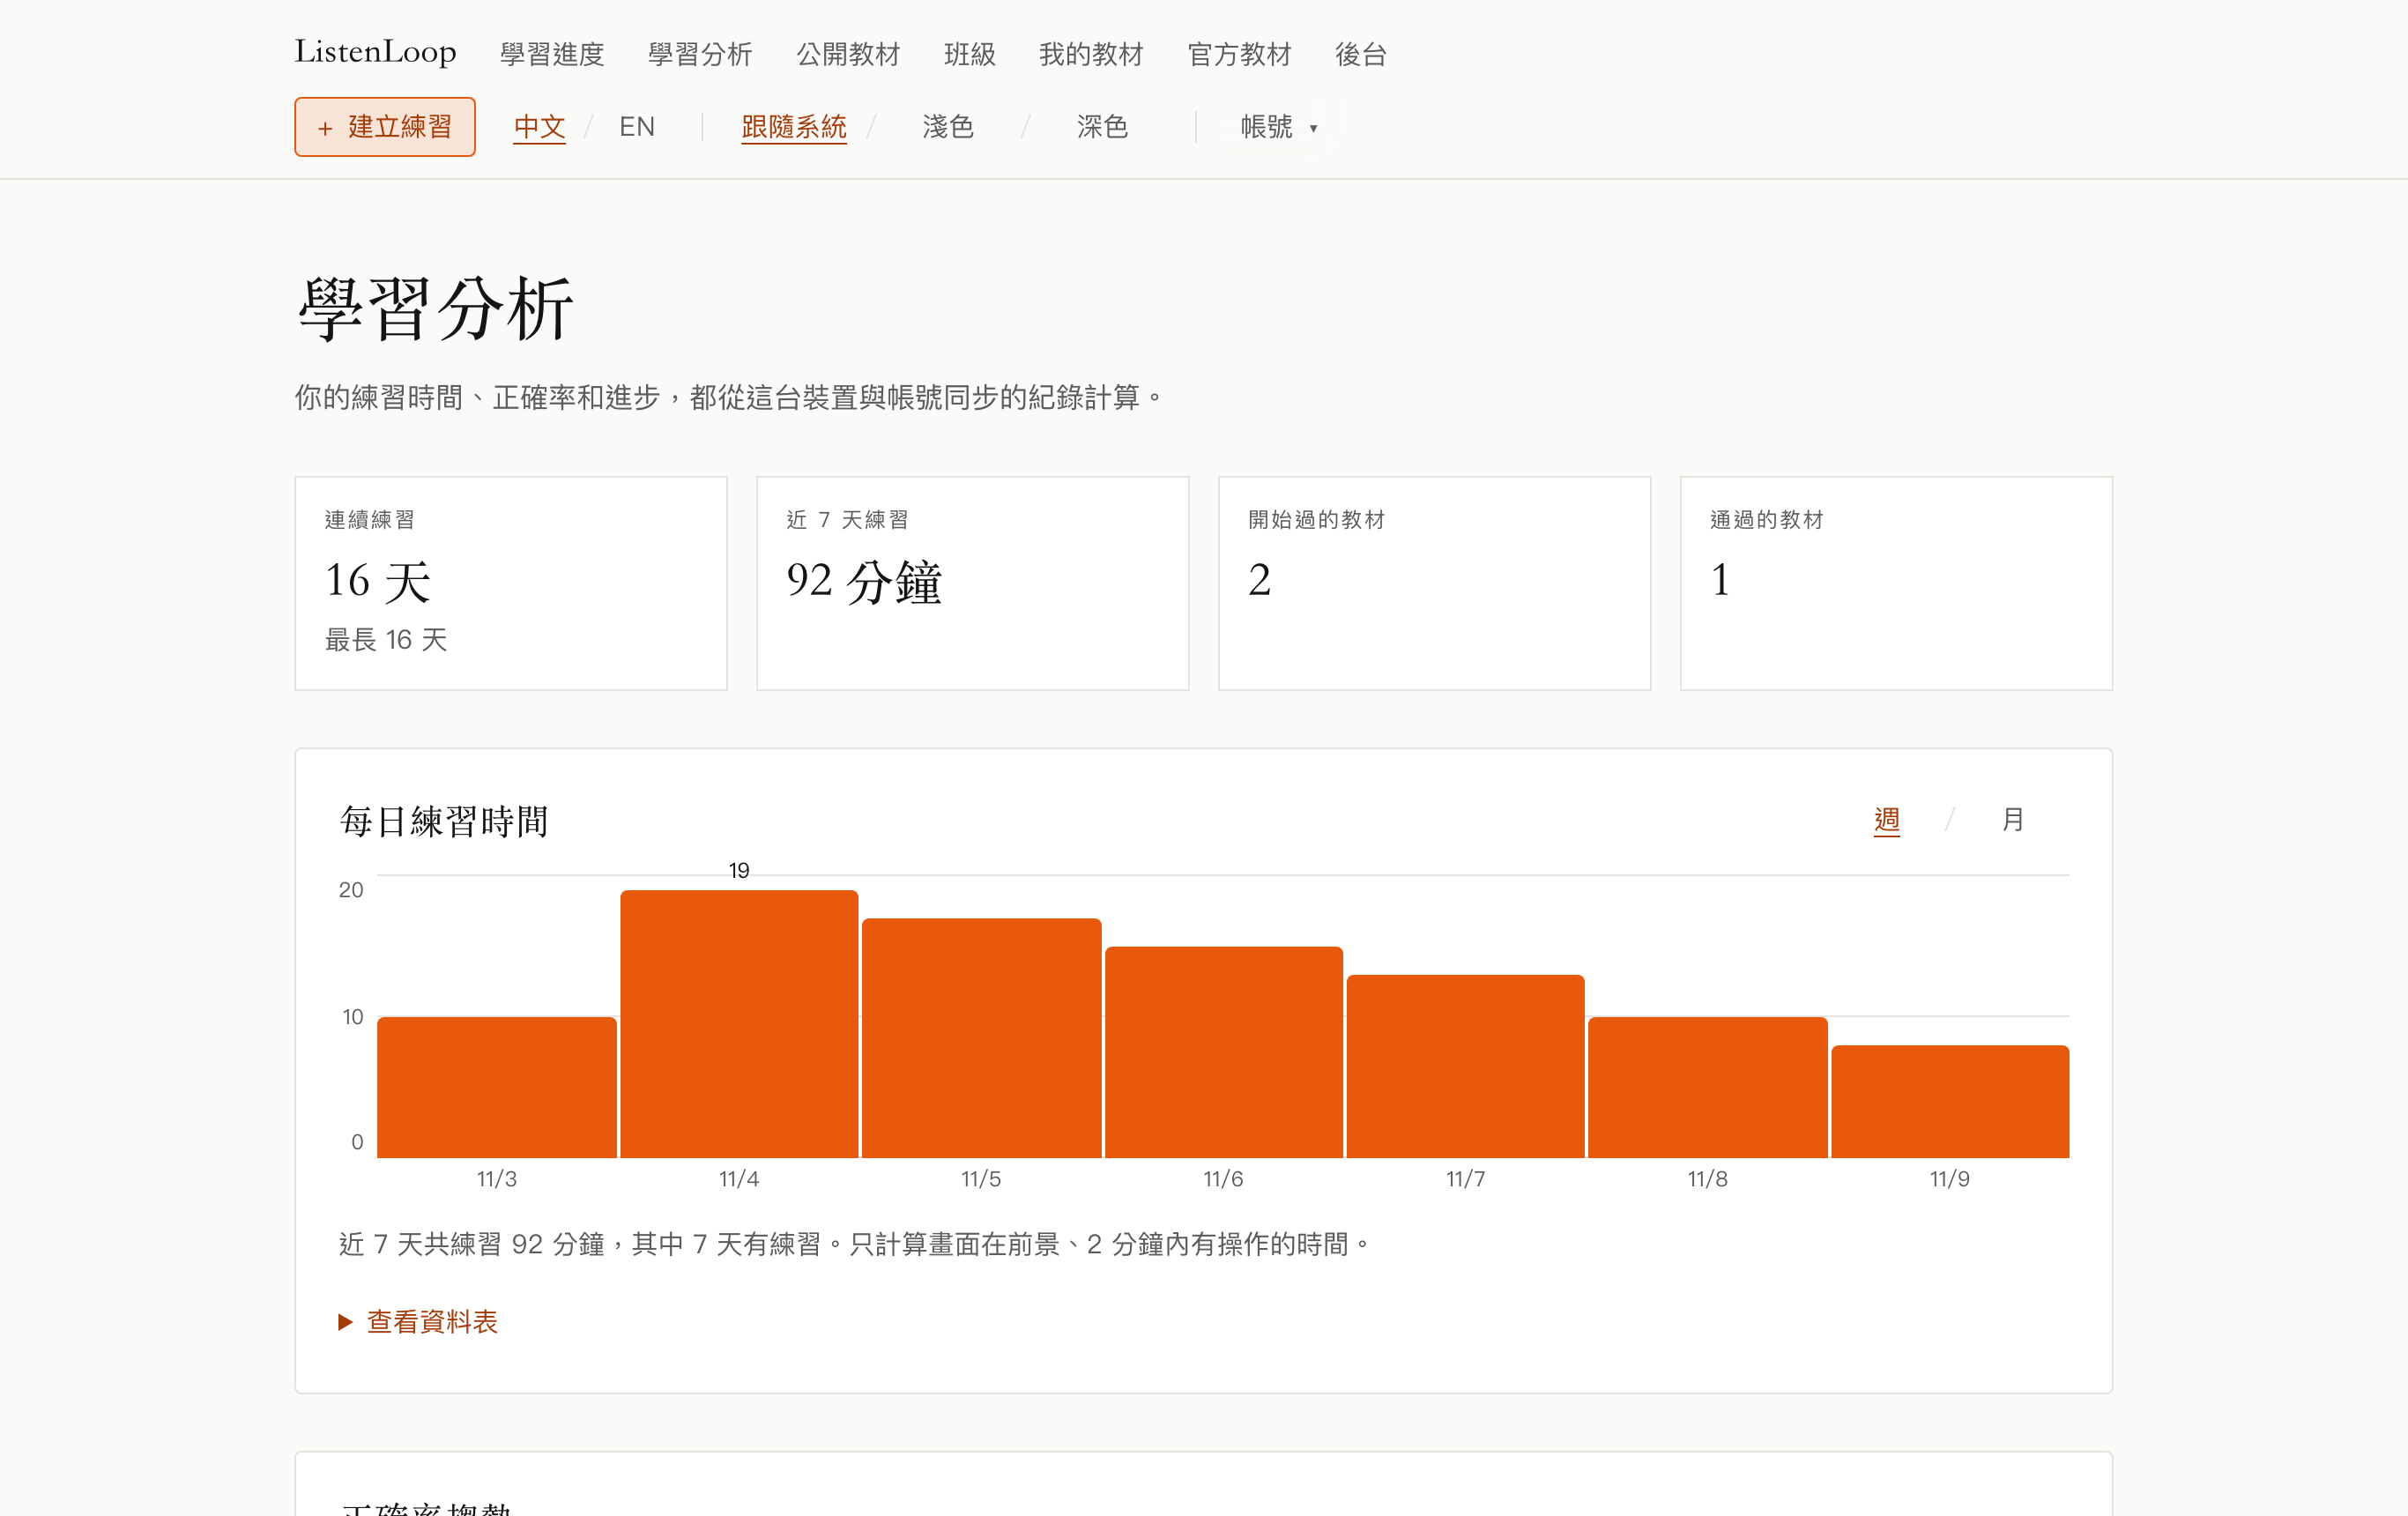 ListenLoop 學習進度 學習分析 公開教材 班級 我的教材 官方教材 後台
+ 建立練習 中文 / EN 跟隨系統 / 淺色 / 深色 帳號 ▾
學習分析
你的練習時間、正確率和進步，都從這台裝置與帳號同步的紀錄計算。
連續練習
16 天
最長 16 天
近 7 天練習
92 分鐘
開始過的教材
2
通過的教材
1
每日練習時間
週 / 月
19
20
10
0
11/3 11/4 11/5 11/6 11/7 11/8 11/9
近 7 天共練習 92 分鐘，其中 7 天有練習。只計算畫面在前景、2 分鐘內有操作的時間。
▶ 查看資料表
正確率趨勢